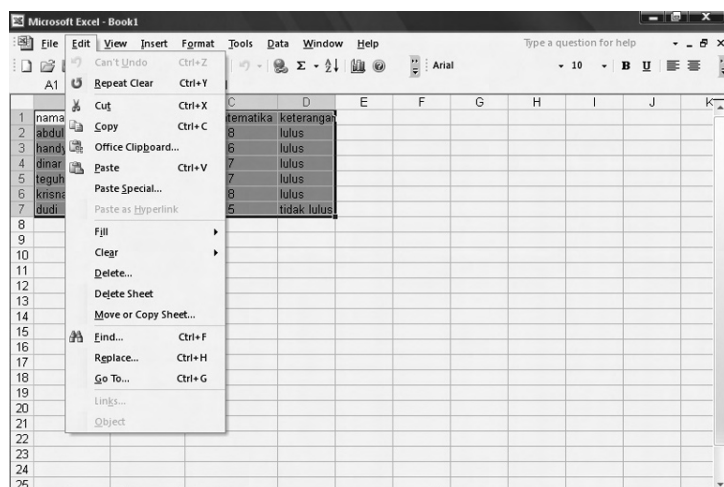 Microsoft Excel - Book1
File Edit View Insert Format Tools Data Window Help Type a question for help
Arial 10 B U
A1
Can't Undo Ctrl+Z
Repeat Clear Ctrl+Y
Cut Ctrl+X
Copy Ctrl+C
Office Clipboard...
Paste Ctrl+V
Paste Special...
Paste as Hyperlink
Fill
Clear
Delete...
Delete Sheet
Move or Copy Sheet...
Find... Ctrl+F
Replace... Ctrl+H
Go To... Ctrl+G
Links...
Object
C D E F G H I J K
1 nama tematika keterangan
2 abdul 8 lulus
3 handy 6 lulus
4 dinar 7 lulus
5 teguh 7 lulus
6 krisna 8 lulus
7 dudi 5 tidak lulus
8
9
10
11
12
13
14
15
16
17
18
19
20
21
22
23
24
25